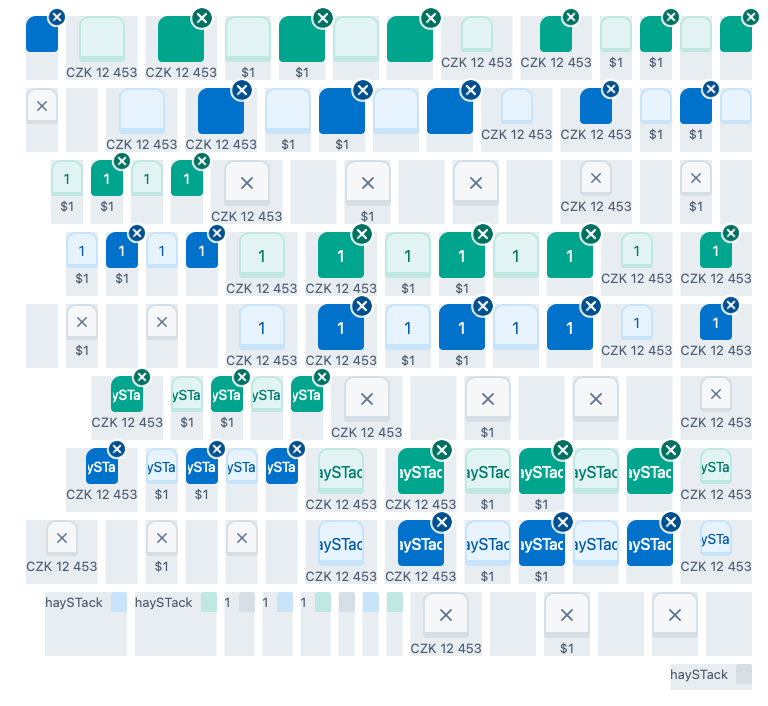 CZK 12 453 CZK 12 453 $1 $1 CZK 12 453 CZK 12 453 $1 $1
CZK 12 453 CZK 12 453 $1 $1 CZK 12 453 CZK 12 453 $1 $1
1 1 1 1
$1 $1 CZK 12 453 $1 CZK 12 453 $1
1 1 1 1 1 1 1 1 1 1 1 1
$1 $1 CZK 12 453 CZK 12 453 $1 $1 CZK 12 453 CZK 12 453
1 1 1 1 1 1 1 1
$1 CZK 12 453 CZK 12 453 $1 $1 CZK 12 453 CZK 12 453
ySTa ySTa ySTa ySTa ySTa
CZK 12 453 $1 $1 CZK 12 453 $1 CZK 12 453
ySTa ySTa ySTa ySTa ySTa aySTac aySTac aySTac aySTac aySTac aySTac ySTa
CZK 12 453 $1 $1 CZK 12 453 CZK 12 453 $1 $1 CZK 12 453
aySTac aySTac aySTac aySTac aySTac aySTac ySTa
CZK 12 453 $1 CZK 12 453 CZK 12 453 $1 $1 CZK 12 453
haySTack haySTack 1 1 1
CZK 12 453 $1
haySTack